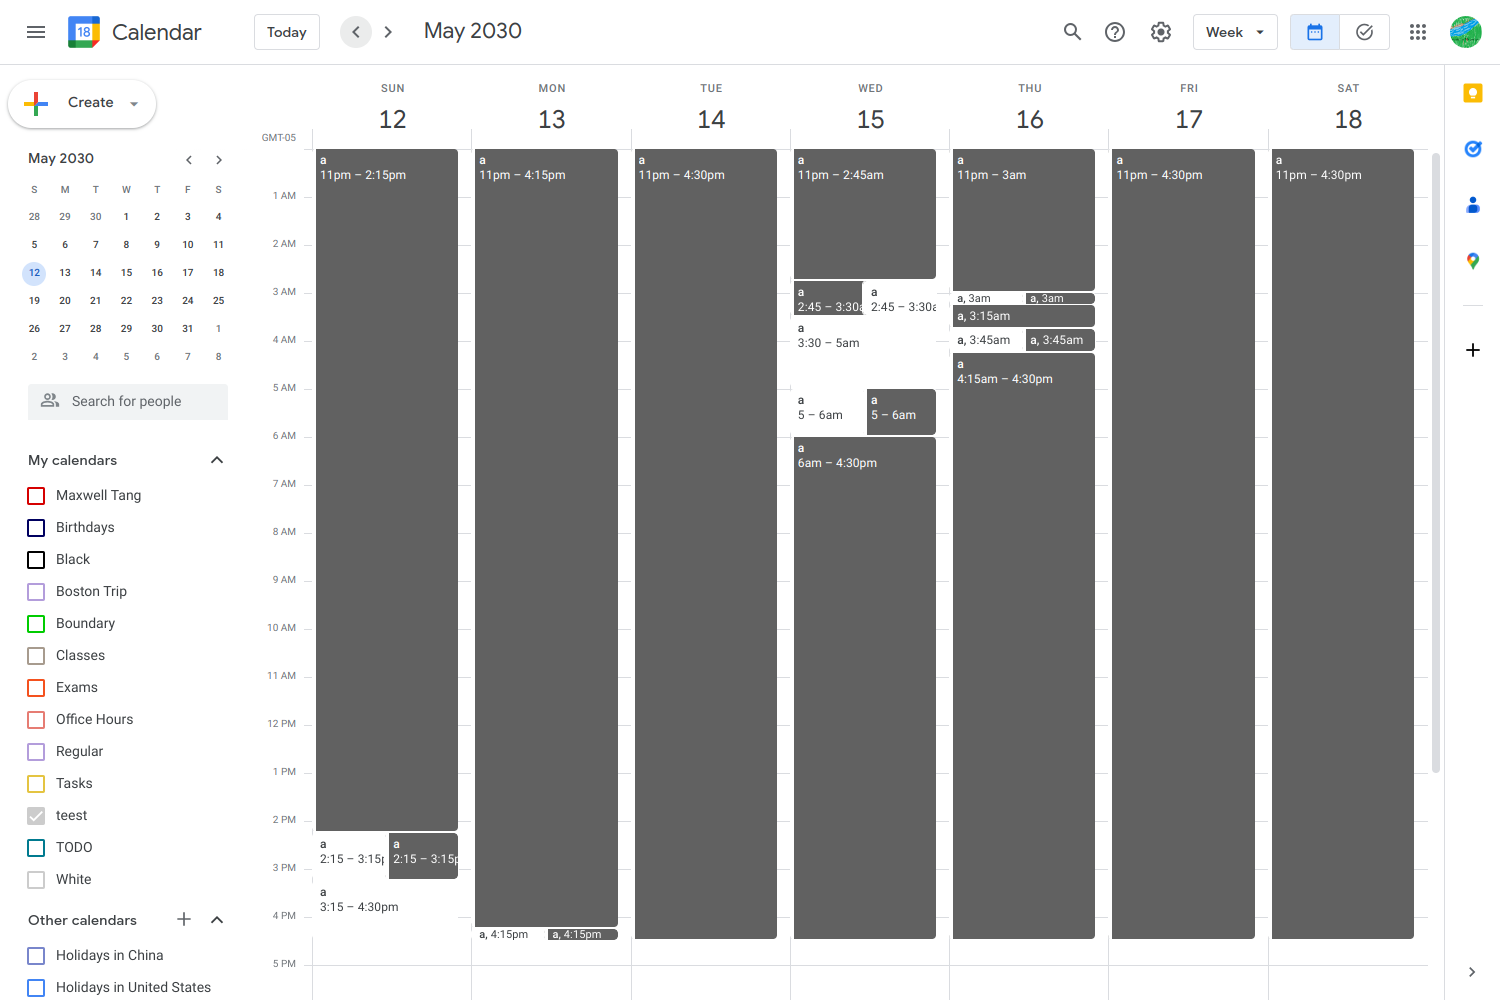 18 Calendar Today May 2030 Week
Create
May 2030
S M T W T F S
28 29 30 1 2 3 4
5 6 7 8 9 10 11
12 13 14 15 16 17 18
19 20 21 22 23 24 25
26 27 28 29 30 31 1
2 3 4 5 6 7 8
Search for people
My calendars
Maxwell Tang
Birthdays
Black
Boston Trip
Boundary
Classes
Exams
Office Hours
Regular
Tasks
teest
TODO
White
Other calendars
Holidays in China
Holidays in United States
SUN MON TUE WED THU FRI SAT
12 13 14 15 16 17 18
GMT-05
1 AM
2 AM
3 AM
4 AM
5 AM
6 AM
7 AM
8 AM
9 AM
10 AM
11 AM
12 PM
1 PM
2 PM
3 PM
4 PM
5 PM
a
11pm – 2:15pm
a
2:15 – 3:15p
a
2:15 – 3:15p
a
3:15 – 4:30pm
a
11pm – 4:15pm
a, 4:15pm
a, 4:15pm
a
11pm – 4:30pm
a
11pm – 2:45am
a
2:45 – 3:30a
a
2:45 – 3:30a
a
3:30 – 5am
a
5 – 6am
a
5 – 6am
a
6am – 4:30pm
a
11pm – 3am
a, 3am
a, 3am
a, 3:15am
a, 3:45am
a, 3:45am
a
4:15am – 4:30pm
a
11pm – 4:30pm
a
11pm – 4:30pm